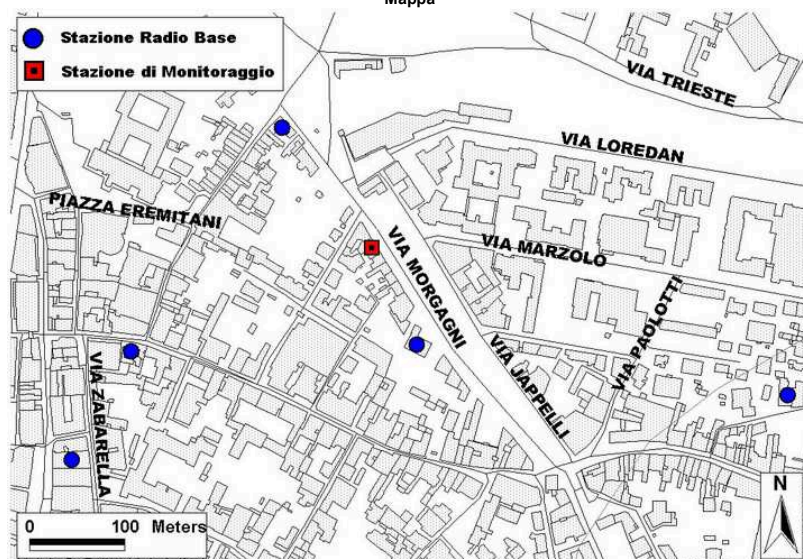 Mappa
Stazione Radio Base
Stazione di Monitoraggio
VIA TRIESTE
VIA LOREDAN
PIAZZA EREMITANI
VIA MORGAGNI
VIA MARZOLO
VIA PAOLOTTI
VIA JAPPELLI
VIA ZABARELLA
0 100 Meters
N